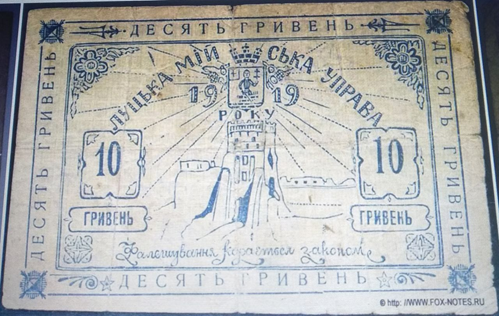 ДЕСЯТЬ ГРИВЕНЬ
ЛУЦЬКА МІЙСЬКА УПРАВА
1919
РОКУ
ДЕСЯТЬ ГРИВЕНЬ
ДЕСЯТЬ ГРИВЕНЬ
10
10
ГРИВЕНЬ
ГРИВЕНЬ
Фальшування карається законом
ДЕСЯТЬ ГРИВЕНЬ
© http: //WWW.FOX-NOTES.RU